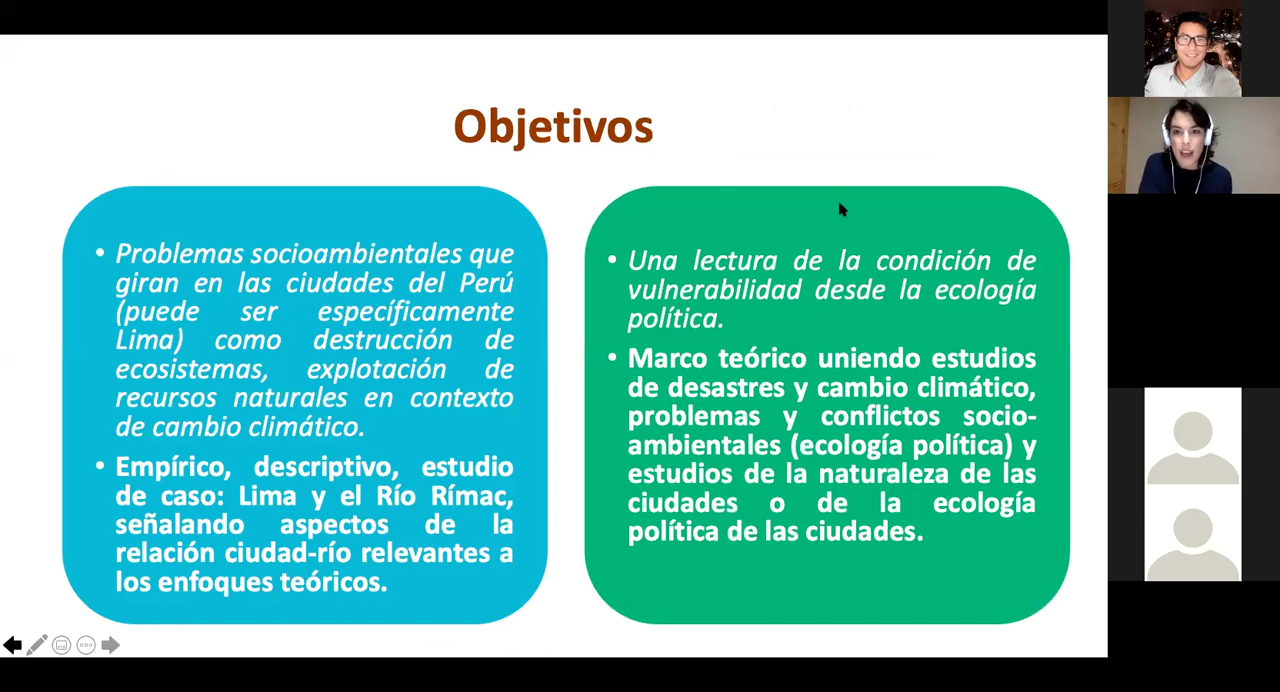 Objetivos
• Problemas socioambientales que
giran en las ciudades del Perú
(puede ser específicamente
Lima) como destrucción de
ecosistemas, explotación de
recursos naturales en contexto
de cambio climático.
• Empírico, descriptivo, estudio
de caso: Lima y el Río Rímac,
señalando aspectos de la
relación ciudad-río relevantes a
los enfoques teóricos.
• Una lectura de la condición de
vulnerabilidad desde la ecología
política.
• Marco teórico uniendo estudios
de desastres y cambio climático,
problemas y conflictos socio-
ambientales (ecología política) y
estudios de la naturaleza de las
ciudades o de la ecología
política de las ciudades.